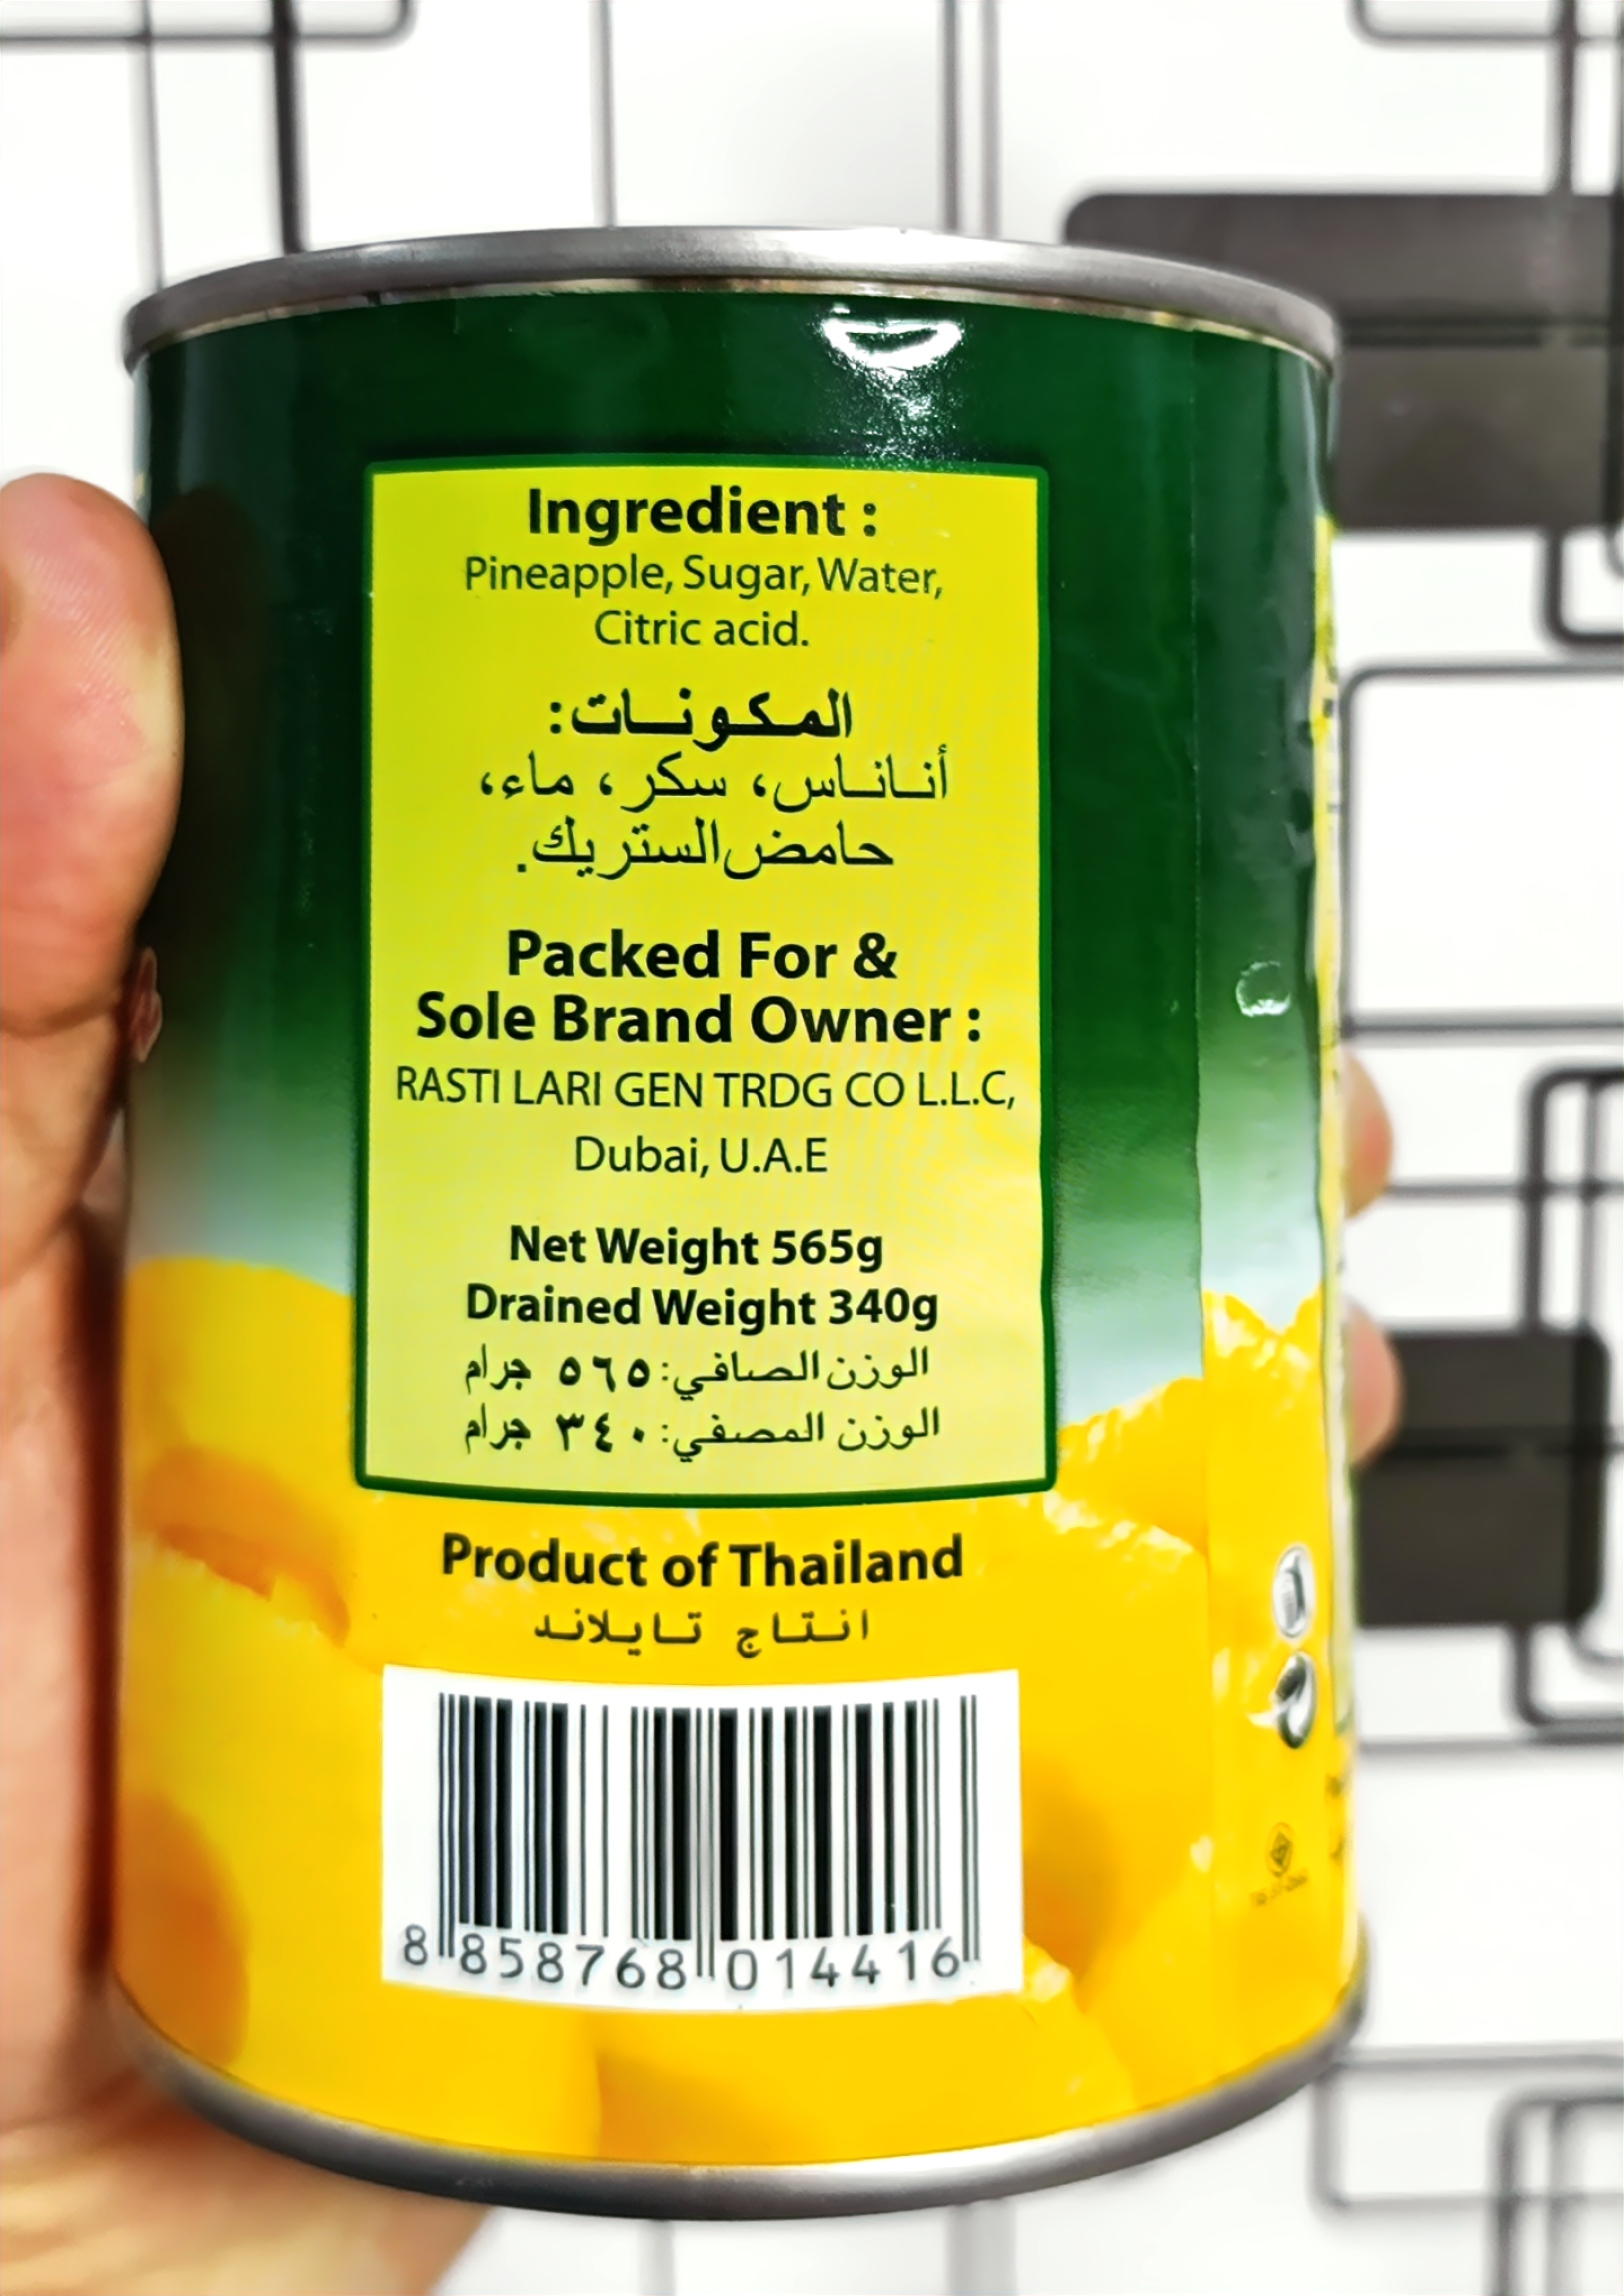 Ingredient :
Pineapple, Sugar, Water,
Citric acid.
المكونات:
أناناس، سكر، ماء،
حامض الستريك.
Packed For &
Sole Brand Owner :
RASTI LARI GEN TRDG CO L.L.C,
Dubai, U.A.E
Net Weight 565g
Drained Weight 340g
الوزن الصافي: ٥٦٥ جرام
الوزن المصفي: ٣٤٠ جرام
Product of Thailand
انتاج تايلاند
8 858768 014416